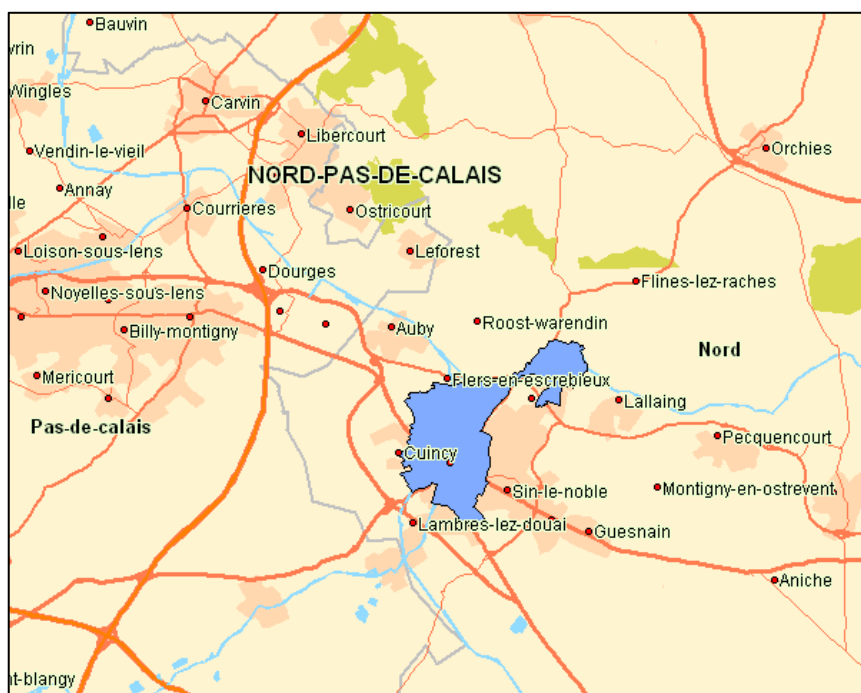 Bauvin
vrin
Wingles
Carvin
Libercourt
Orchies
Vendin-le-vieil
NORD-PAS-DE-CALAIS
Annay
lle
Courrieres
Ostricourt
Loison-sous-lens
Leforest
Dourges
Flines-lez-raches
Noyelles-sous-lens
Billy-montigny
Auby
Roost-warendin
Nord
Mericourt
Flers-en-escrebieux
Lallaing
Pas-de-calais
Pecquencourt
Cuincy
Sin-le-noble
Montigny-en-ostrevent
Lambres-lez-douai
Guesnain
Aniche
nt-blangy